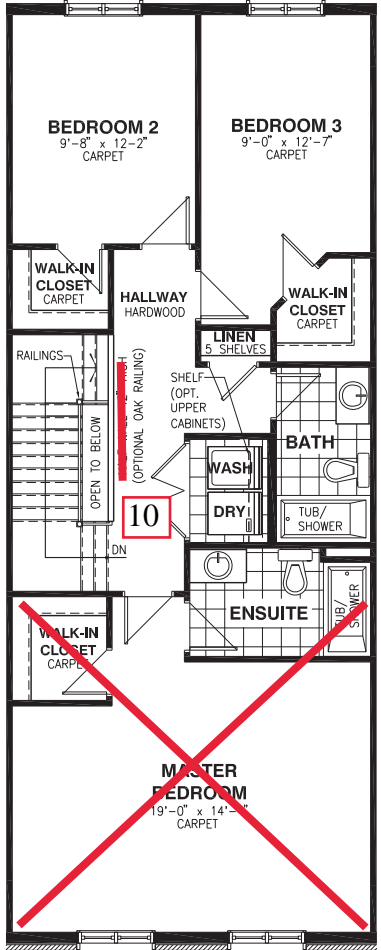 BEDROOM 2
9'-8" x 12-2"
CARPET
BEDROOM 3
9'-0" x 12'-7"
CARPET
WALK-IN
CLOSET
CARPET
HALLWAY
HARDWOOD
WALK-IN
CLOSET
CARPET
LINEN
5 SHELVES
RAILINGS
SHELF
(OPT.
UPPER
CABINETS)
(OPTIONAL OAK RAILING)
OPEN TO BELOW
BATH
WASH
DRY
TUB/
SHOWER
10
DN
ENSUITE
TUB/
SHOWER
WALK-IN
CLOSET
CARPET
MASTER
BEDROOM
19'-0" x
CARPET